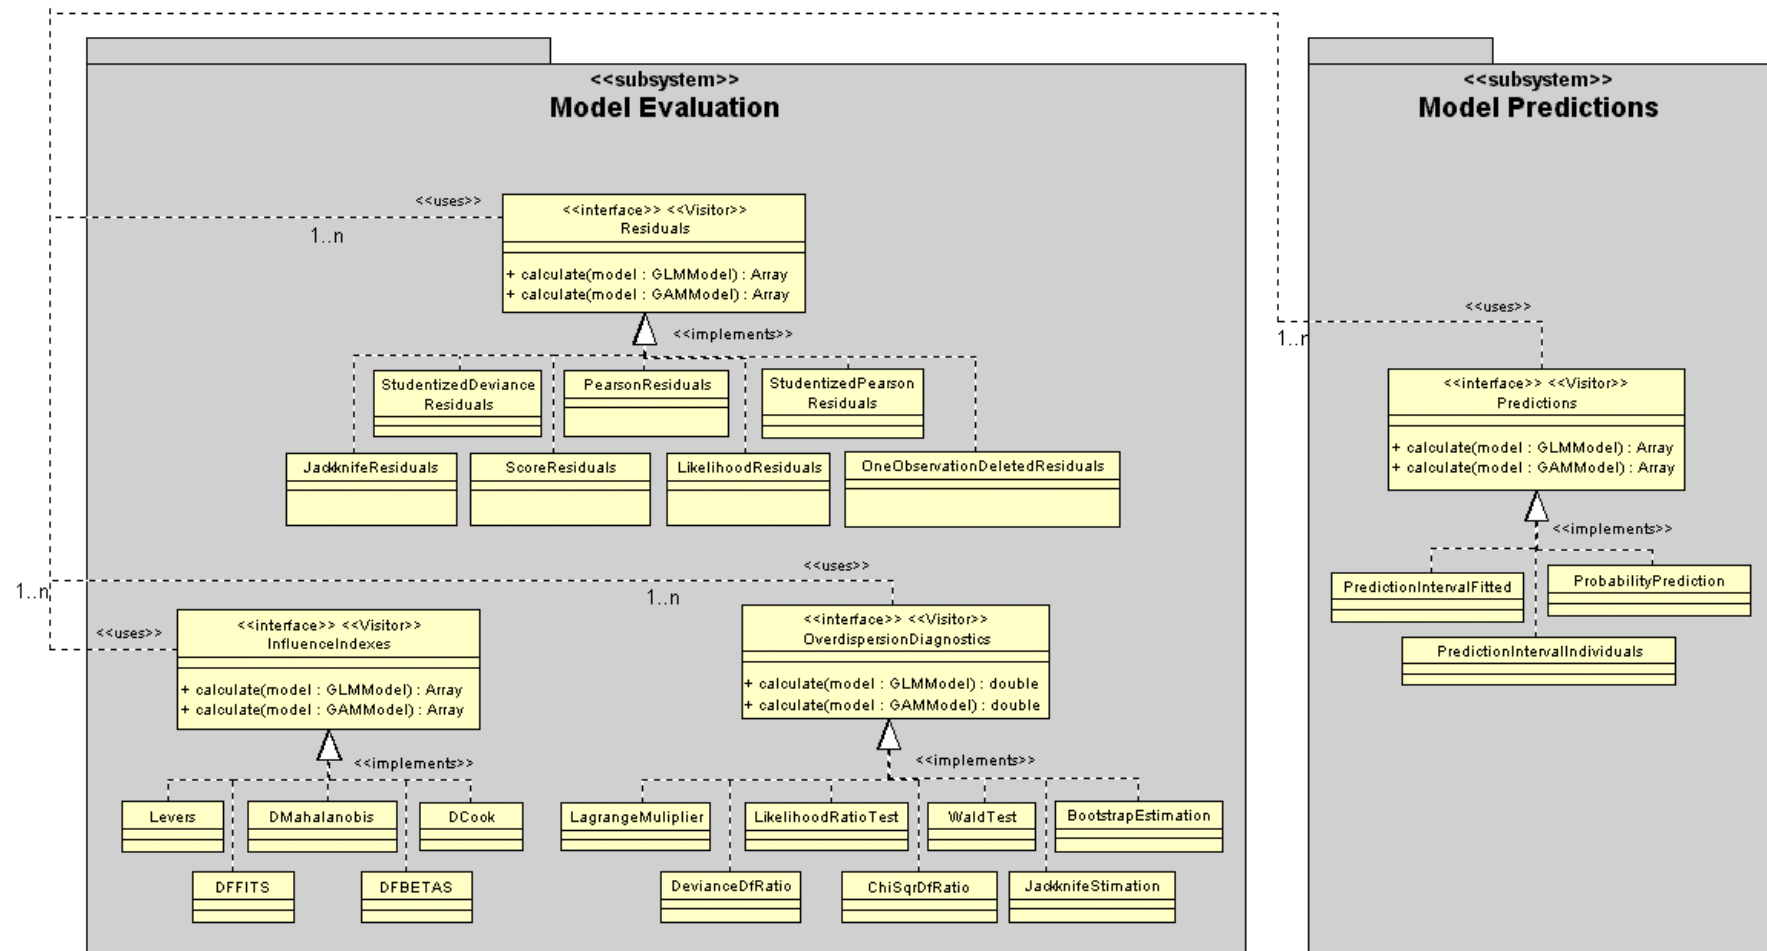 <<subsystem>>
Model Evaluation
<<uses>>
1..n
<<interface>> <<Visitor>>
Residuals
+ calculate(model : GLMModel) : Array
+ calculate(model : GAMModel) : Array
<<implements>>
StudentizedDeviance
Residuals
PearsonResiduals
StudentizedPearson
Residuals
JackknifeResiduals
ScoreResiduals
LikelihoodResiduals
OneObservationDeletedResiduals
1..n
<<uses>>
<<interface>> <<Visitor>>
InfluenceIndexes
+ calculate(model : GLMModel) : Array
+ calculate(model : GAMModel) : Array
<<implements>>
Levers
DMahalanobis
DCook
DFFITS
DFBETAS
<<uses>>
1..n
<<interface>> <<Visitor>>
OverdispersionDiagnostics
+ calculate(model : GLMModel) : double
+ calculate(model : GAMModel) : double
<<implements>>
LagrangeMuliplier
LikelihoodRatioTest
WaldTest
BootstrapEstimation
DevianceDfRatio
ChiSqrDfRatio
JackknifeStimation
<<subsystem>>
Model Predictions
<<uses>>
1..n
<<interface>> <<Visitor>>
Predictions
+ calculate(model : GLMModel) : Array
+ calculate(model : GAMModel) : Array
<<implements>>
PredictionIntervalFitted
ProbabilityPrediction
PredictionIntervalIndividuals